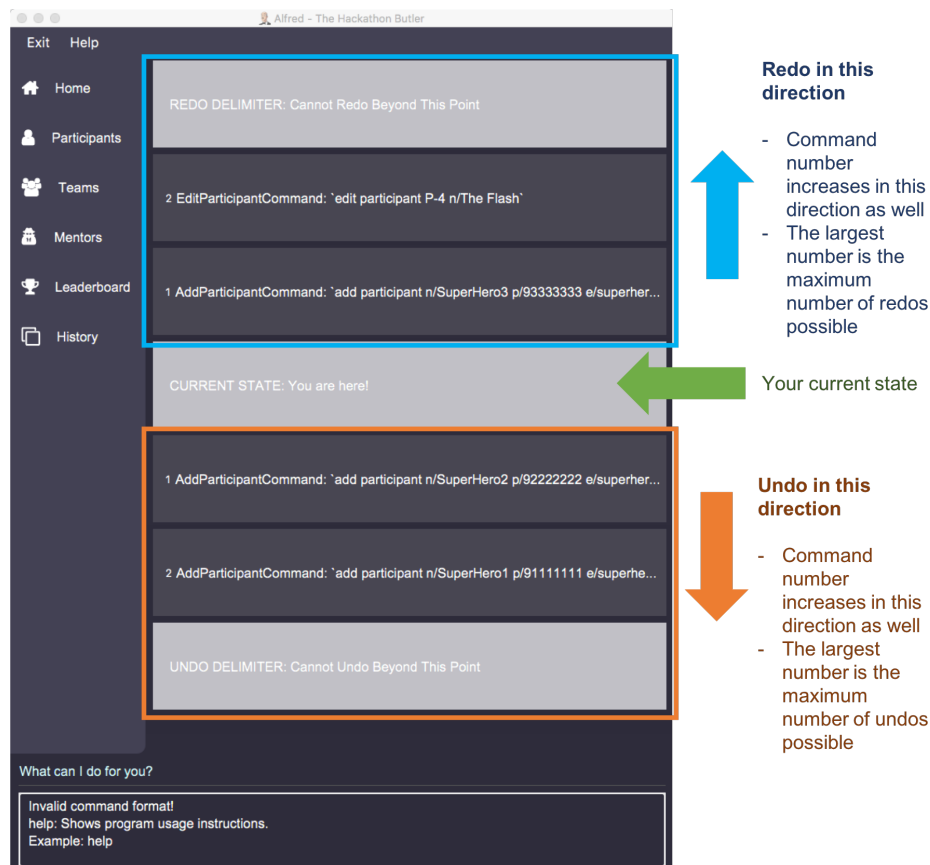 Alfred - The Hackathon Butler
Exit Help
Home
Participants
Teams
Mentors
Leaderboard
History
REDO DELIMITER: Cannot Redo Beyond This Point
2 EditParticipantCommand: `edit participant P-4 n/The Flash`
1 AddParticipantCommand: `add participant n/SuperHero3 p/93333333 e/superher...
CURRENT STATE: You are here!
1 AddParticipantCommand: `add participant n/SuperHero2 p/92222222 e/superher...
2 AddParticipantCommand: `add participant n/SuperHero1 p/91111111 e/superhe...
UNDO DELIMITER: Cannot Undo Beyond This Point
What can I do for you?
Invalid command format!
help: Shows program usage instructions.
Example: help
Redo in this
direction
- Command
number
increases in this
direction as well
- The largest
number is the
maximum
number of redos
possible
Your current state
Undo in this
direction
- Command
number
increases in this
direction as well
- The largest
number is the
maximum
number of undos
possible